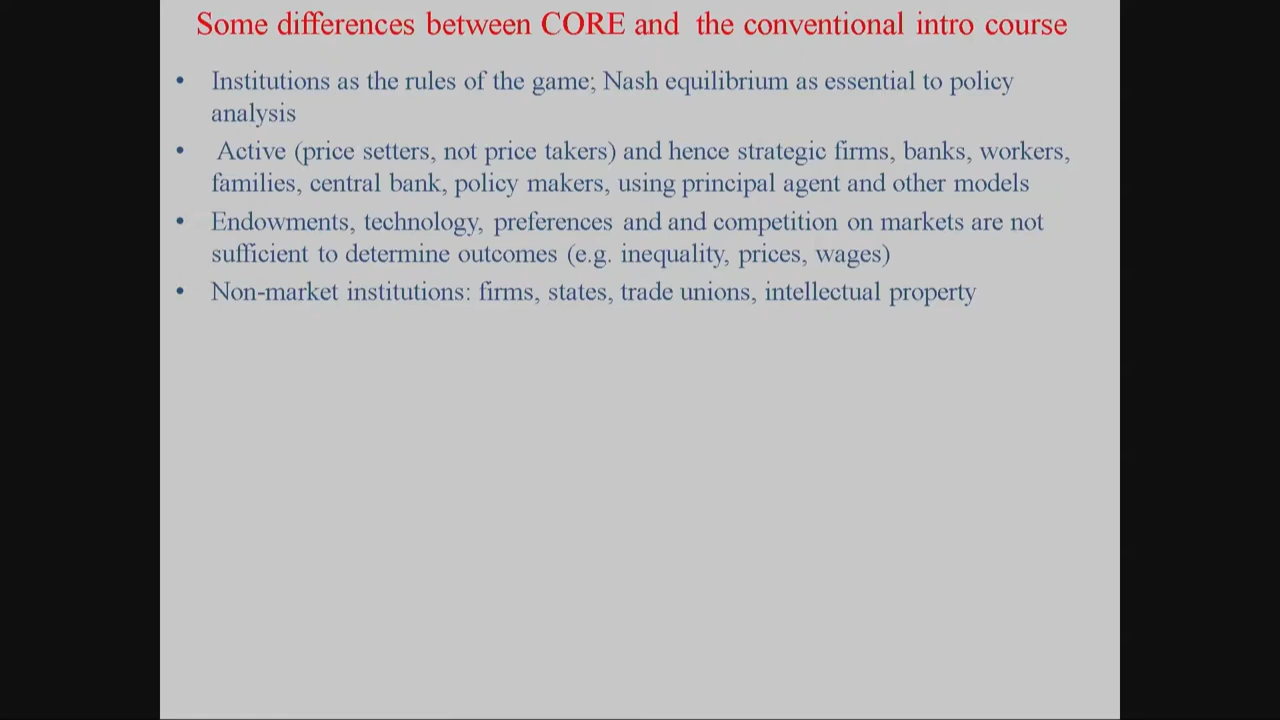 Some differences between CORE and the conventional intro course
• Institutions as the rules of the game; Nash equilibrium as essential to policy
analysis
• Active (price setters, not price takers) and hence strategic firms, banks, workers,
families, central bank, policy makers, using principal agent and other models
• Endowments, technology, preferences and and competition on markets are not
sufficient to determine outcomes (e.g. inequality, prices, wages)
• Non-market institutions: firms, states, trade unions, intellectual property